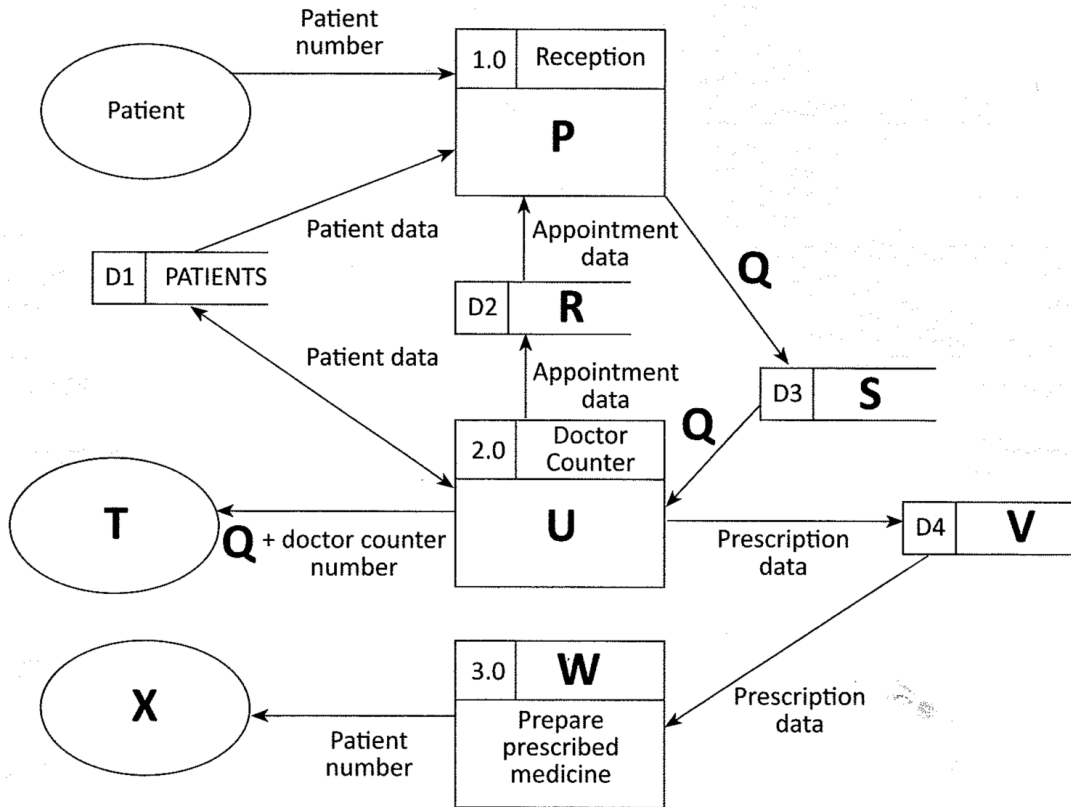 Patient
number
1.0
Reception
Patient
P
Patient data
Appointment
data
Q
D1
PATIENTS
D2
R
Patient data
Appointment
data
D3
S
Q
2.0
Doctor
Counter
T
Q + doctor counter
number
U
Prescription
data
D4
V
3.0
W
X
Patient
number
Prepare
prescribed
medicine
Prescription
data